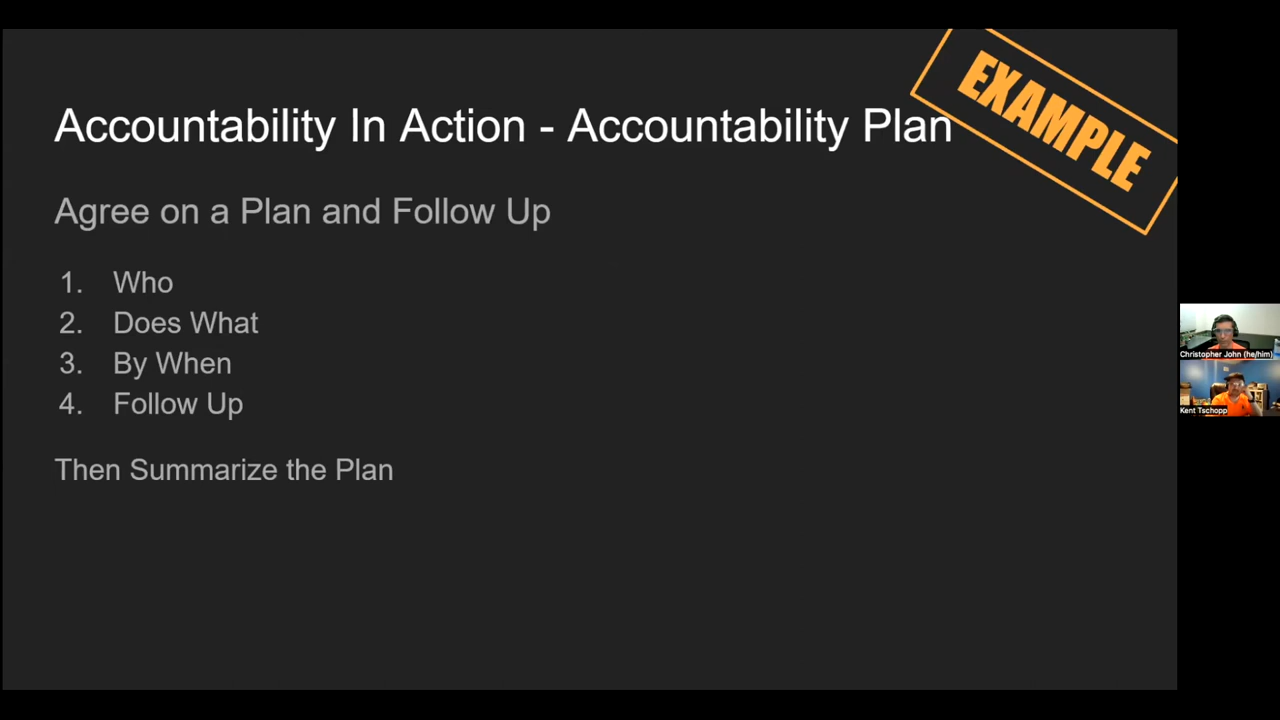 EXAMPLE
Accountability In Action - Accountability Plan
Agree on a Plan and Follow Up
1. Who
2. Does What
3. By When
4. Follow Up
Then Summarize the Plan
Christopher John (he/him)
Kent Tschopp